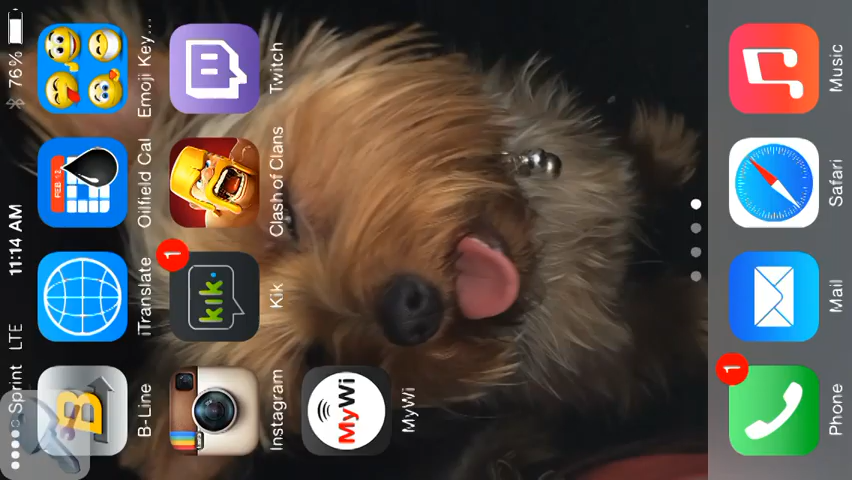 Sprint LTE 11:14 AM 76%
B-Line iTranslate Oilfield Cal Emoji Key...
FEB 12
kik.
1
Instagram Kik Clash of Clans Twitch
MyWi
MyWi
1
Phone Mail Safari Music